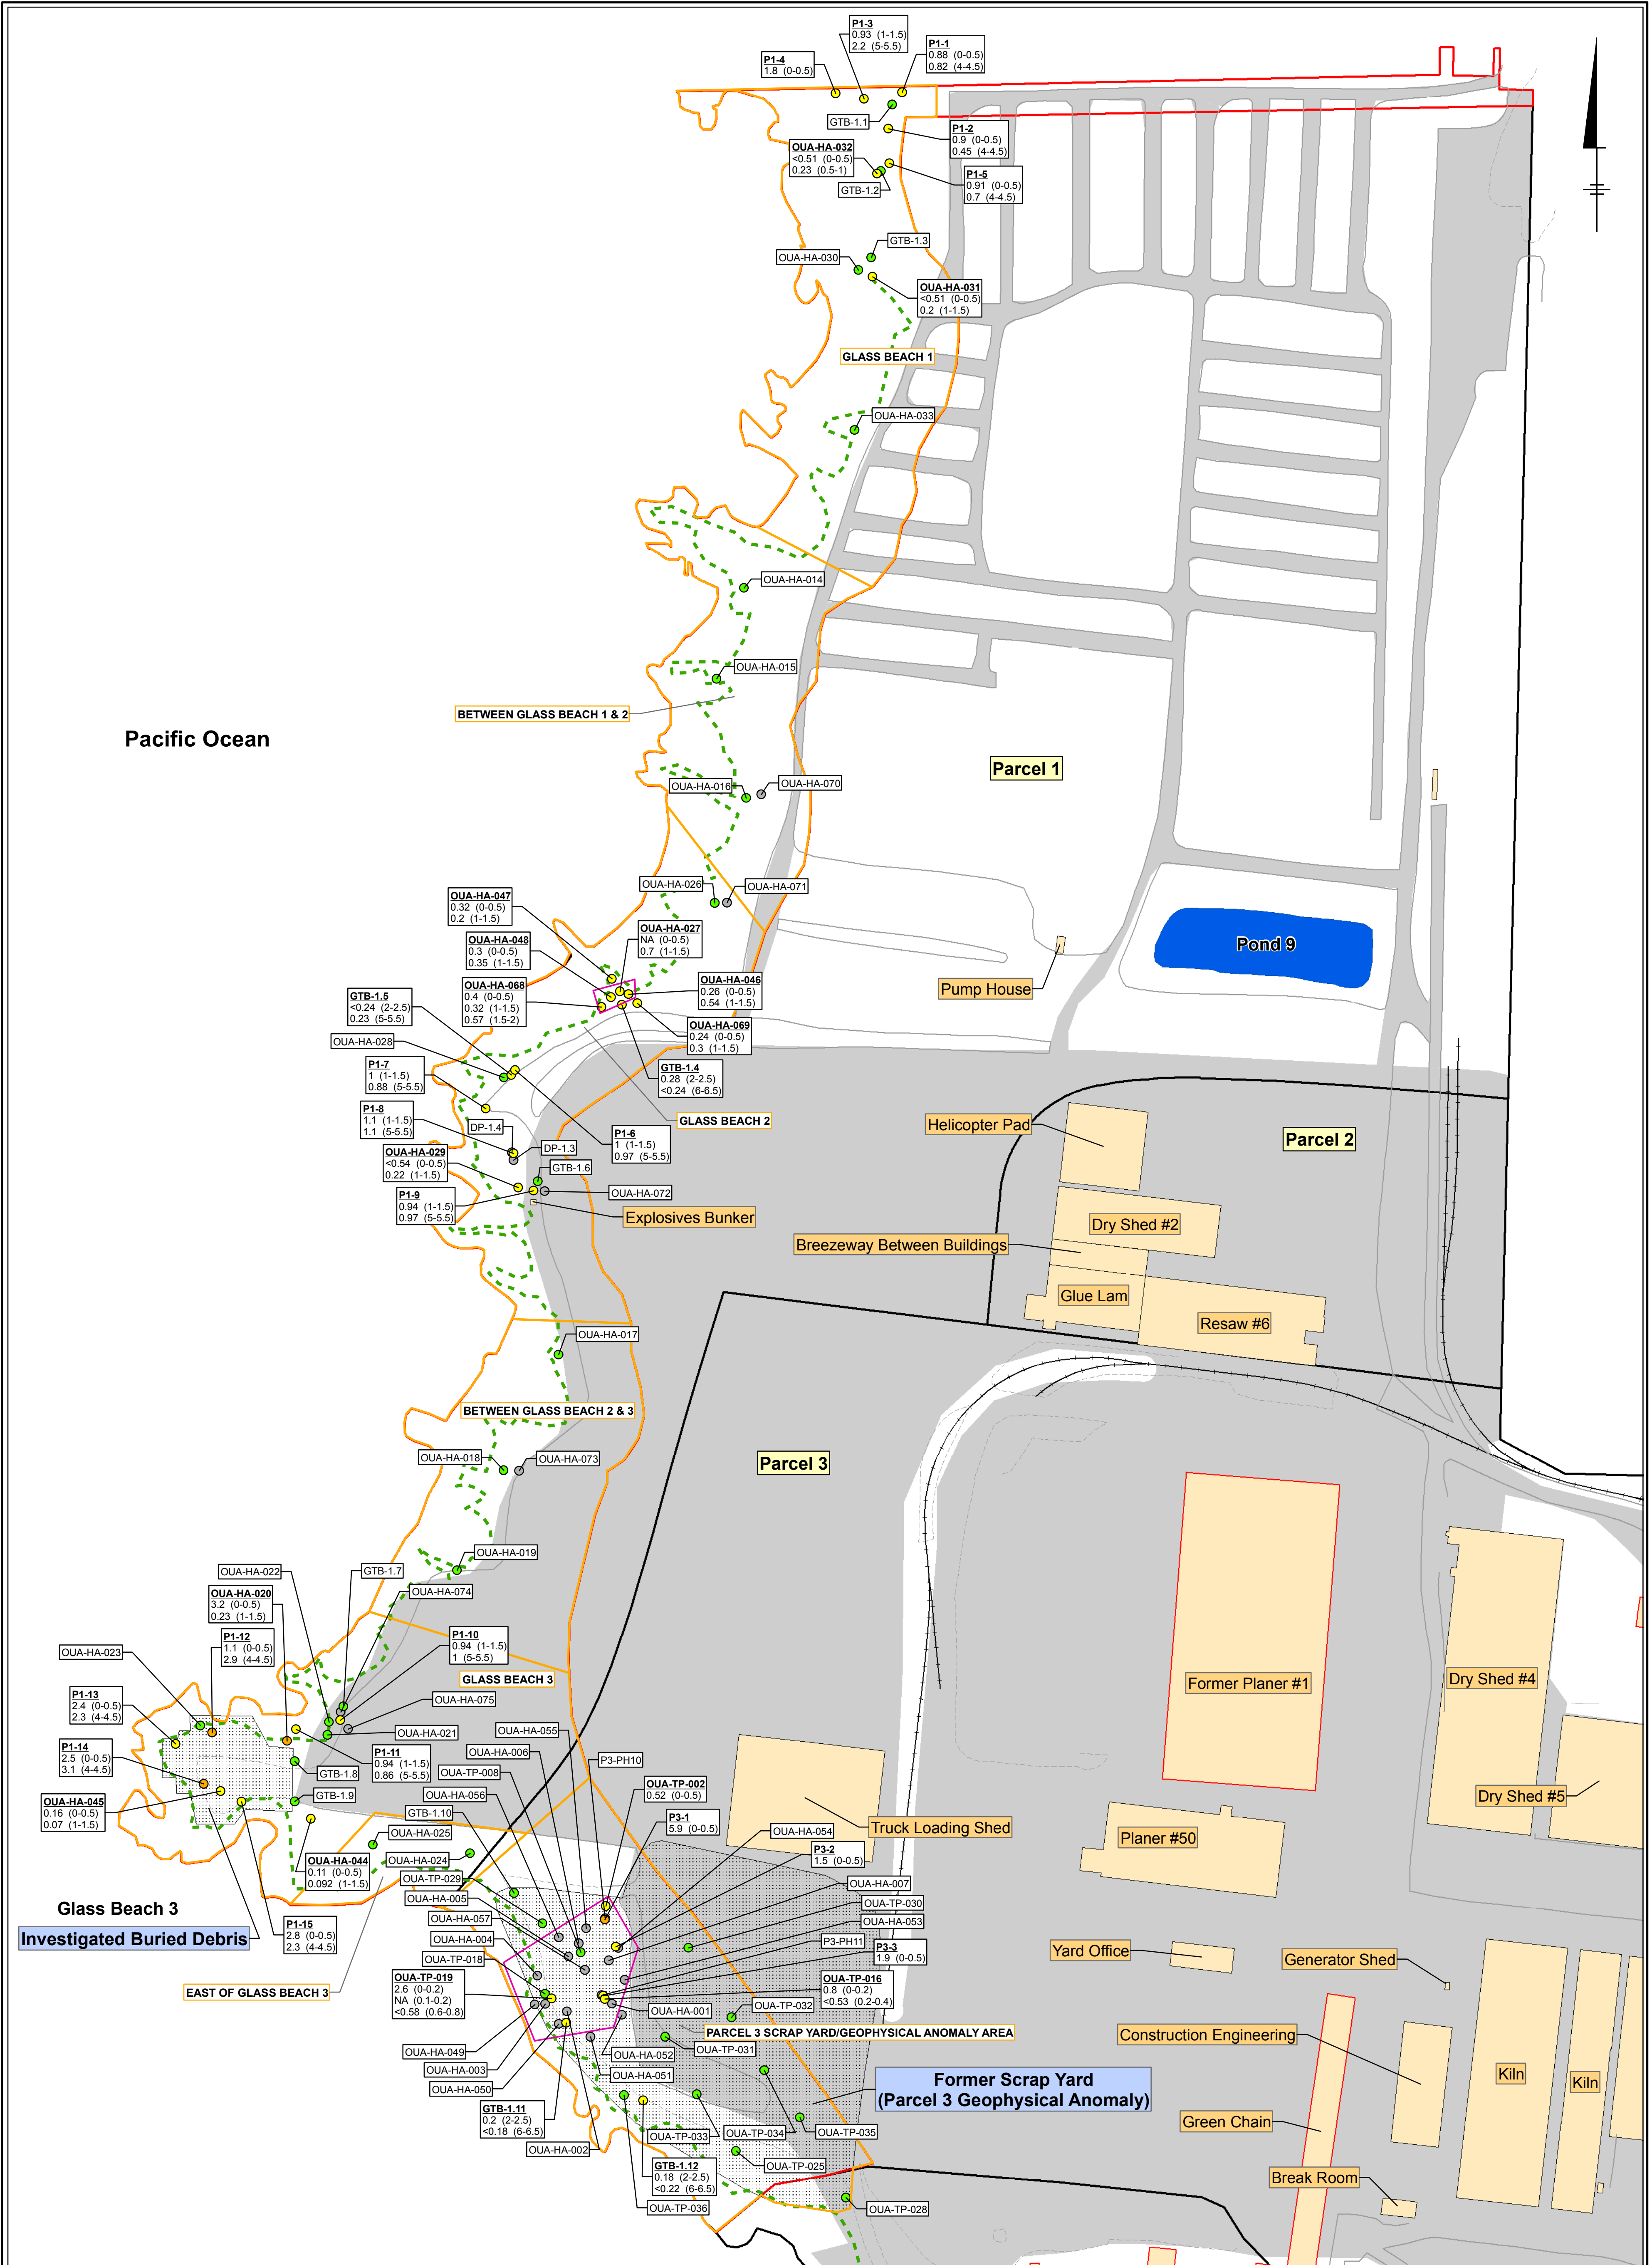 P1-3
0.93 (1-1.5)
2.2 (5-5.5)
P1-1
0.88 (0-0.5)
0.82 (4-4.5)
P1-4
1.8 (0-0.5)
GTB-1.1
P1-2
0.9 (0-0.5)
0.45 (4-4.5)
OUA-HA-032
<0.51 (0-0.5)
0.23 (0.5-1)
P1-5
0.91 (0-0.5)
0.7 (4-4.5)
GTB-1.2
GTB-1.3
OUA-HA-030
OUA-HA-031
<0.51 (0-0.5)
0.2 (1-1.5)
GLASS BEACH 1
OUA-HA-033
OUA-HA-014
OUA-HA-015
BETWEEN GLASS BEACH 1 & 2
Pacific Ocean
Parcel 1
OUA-HA-016
OUA-HA-070
OUA-HA-026
OUA-HA-071
OUA-HA-047
0.32 (0-0.5)
0.2 (1-1.5)
OUA-HA-027
NA (0-0.5)
0.7 (1-1.5)
OUA-HA-048
0.3 (0-0.5)
0.35 (1-1.5)
Pond 9
Pump House
OUA-HA-046
0.26 (0-0.5)
0.54 (1-1.5)
OUA-HA-068
0.4 (0-0.5)
0.32 (1-1.5)
0.57 (1.5-2)
GTB-1.5
<0.24 (2-2.5)
0.23 (5-5.5)
OUA-HA-069
0.24 (0-0.5)
0.3 (1-1.5)
OUA-HA-028
P1-7
1 (1-1.5)
0.88 (5-5.5)
GTB-1.4
0.28 (2-2.5)
<0.24 (6-6.5)
P1-8
1.1 (1-1.5)
1.1 (5-5.5)
GLASS BEACH 2
DP-1.4
P1-6
1 (1-1.5)
0.97 (5-5.5)
Helicopter Pad
Parcel 2
OUA-HA-029
<0.54 (0-0.5)
0.22 (1-1.5)
DP-1.3
GTB-1.6
OUA-HA-072
P1-9
0.94 (1-1.5)
0.97 (5-5.5)
Explosives Bunker
Dry Shed #2
Breezeway Between Buildings
Glue Lam
Resaw #6
OUA-HA-017
BETWEEN GLASS BEACH 2 & 3
OUA-HA-018
OUA-HA-073
Parcel 3
OUA-HA-019
OUA-HA-022
GTB-1.7
OUA-HA-074
OUA-HA-020
3.2 (0-0.5)
0.23 (1-1.5)
P1-12
1.1 (0-0.5)
2.9 (4-4.5)
P1-10
0.94 (1-1.5)
1 (5-5.5)
OUA-HA-023
GLASS BEACH 3
Former Planer #1
Dry Shed #4
P1-13
2.4 (0-0.5)
2.3 (4-4.5)
OUA-HA-075
OUA-HA-021
OUA-HA-055
P1-14
2.5 (0-0.5)
3.1 (4-4.5)
P1-11
0.94 (1-1.5)
0.86 (5-5.5)
OUA-HA-006
P3-PH10
GTB-1.8
OUA-TP-008
OUA-TP-002
0.52 (0-0.5)
OUA-HA-045
0.16 (0-0.5)
0.07 (1-1.5)
GTB-1.9
OUA-HA-056
GTB-1.10
P3-1
5.9 (0-0.5)
Truck Loading Shed
Dry Shed #5
Planer #50
OUA-HA-025
OUA-HA-054
P3-2
1.5 (0-0.5)
OUA-HA-044
0.11 (0-0.5)
0.092 (1-1.5)
OUA-HA-024
OUA-TP-029
OUA-HA-007
OUA-HA-005
OUA-TP-030
Glass Beach 3
Investigated Buried Debris
P1-15
2.8 (0-0.5)
2.3 (4-4.5)
OUA-HA-057
OUA-HA-053
OUA-HA-004
P3-PH11
P3-3
1.9 (0-0.5)
OUA-TP-018
Yard Office
Generator Shed
EAST OF GLASS BEACH 3
OUA-TP-019
2.6 (0-0.2)
NA (0.1-0.2)
<0.58 (0.6-0.8)
OUA-TP-016
0.8 (0-0.2)
<0.53 (0.2-0.4)
OUA-HA-001
OUA-TP-032
PARCEL 3 SCRAP YARD/GEOPHYSICAL ANOMALY AREA
Construction Engineering
OUA-HA-049
OUA-HA-052
OUA-TP-031
OUA-HA-003
OUA-HA-051
OUA-HA-050
Former Scrap Yard
(Parcel 3 Geophysical Anomaly)
Kiln
Kiln
GTB-1.11
0.2 (2-2.5)
<0.18 (6-6.5)
Green Chain
OUA-HA-002
OUA-TP-033
OUA-TP-034
OUA-TP-035
GTB-1.12
0.18 (2-2.5)
<0.22 (6-6.5)
OUA-TP-025
Break Room
OUA-TP-036
OUA-TP-028